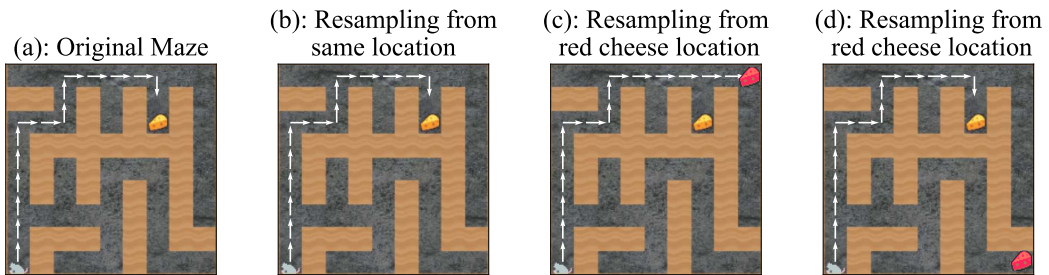 (a): Original Maze
(b): Resampling from
same location
(c): Resampling from
red cheese location
(d): Resampling from
red cheese location